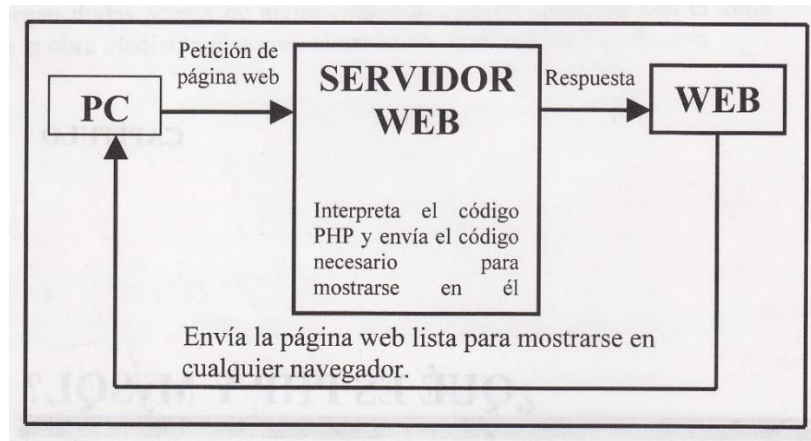 Petición de
página web
PC
SERVIDOR
WEB
Interpreta el código
PHP y envía el código
necesario para
mostrarse en él
Respuesta
WEB
Envía la página web lista para mostrarse en
cualquier navegador.
CAPITULO
¿QUÉ ES PHP Y MySQL?